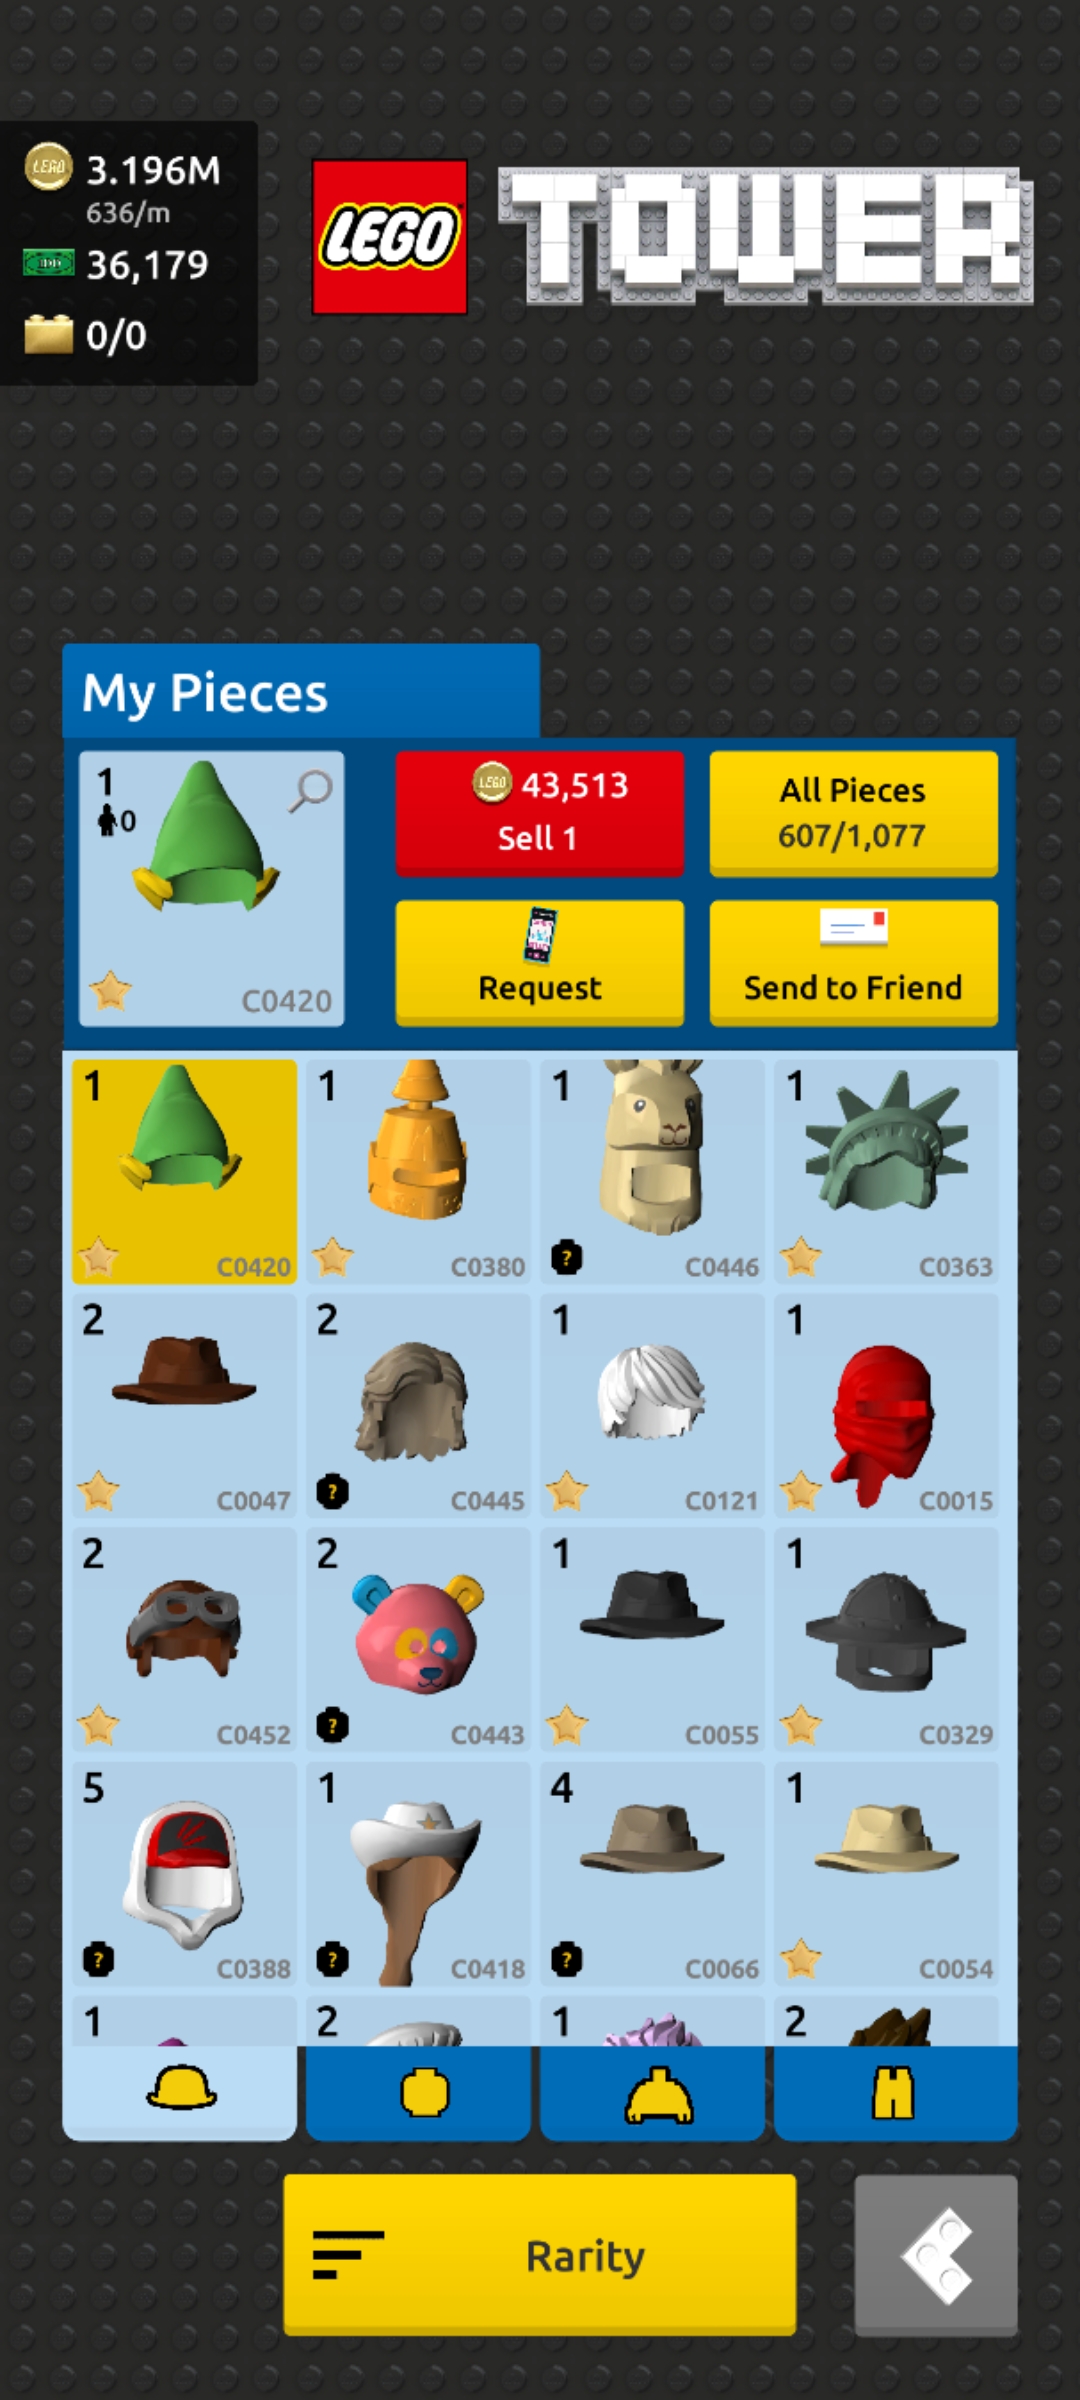 3.196M
636/m
36,179
0/0
LEGO TOWER
My Pieces
1
0
C0420
43,513
Sell 1
All Pieces
607/1,077
Request
Send to Friend
1 1 1 1
C0420 C0380 C0446 C0363
2 2 1 1
C0047 C0445 C0121 C0015
2 2 1 1
C0452 C0443 C0055 C0329
5 1 4 1
C0388 C0418 C0066 C0054
1 2 1 2
Rarity